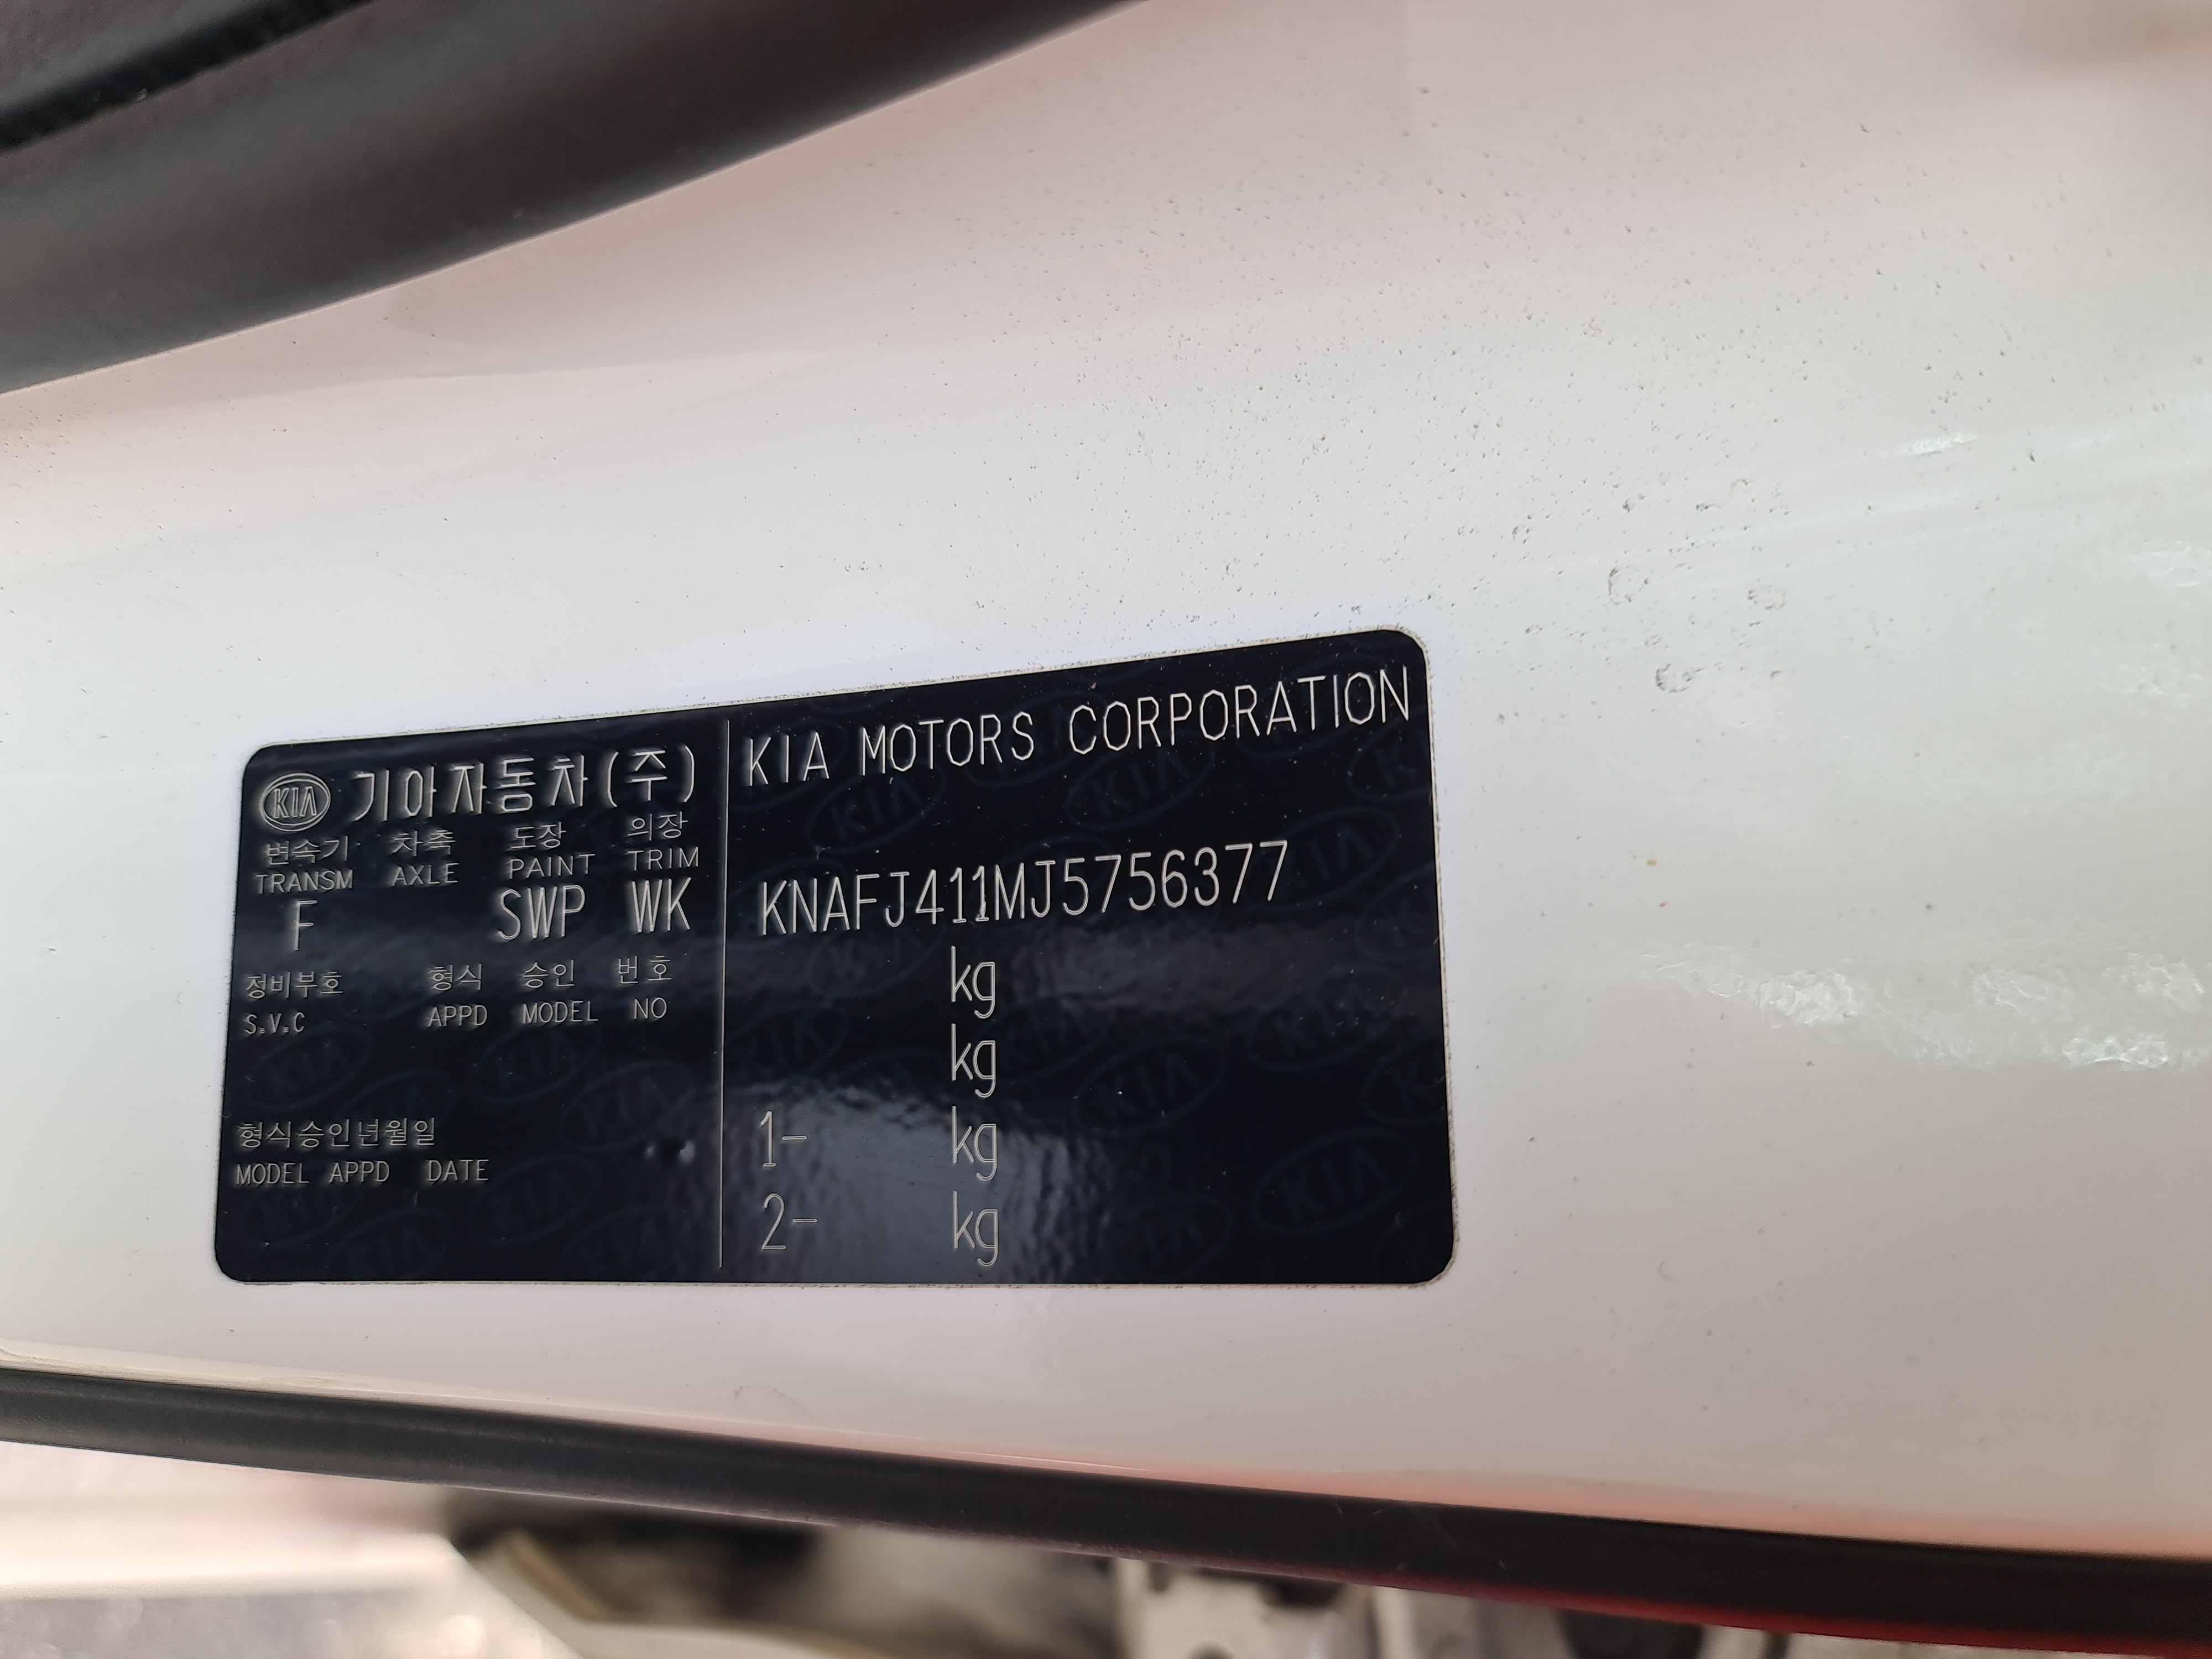 KIA 기아자동차(주)
변속기 차축 도장 의장
TRANSM AXLE PAINT TRIM
F SWP WK
정비부호 형식 승인 번호
S.V.C APPD MODEL NO
형식승인년월일
MODEL APPD DATE
KIA MOTORS CORPORATION
KNAFJ411MJ5756377
kg
kg
1- kg
2- kg